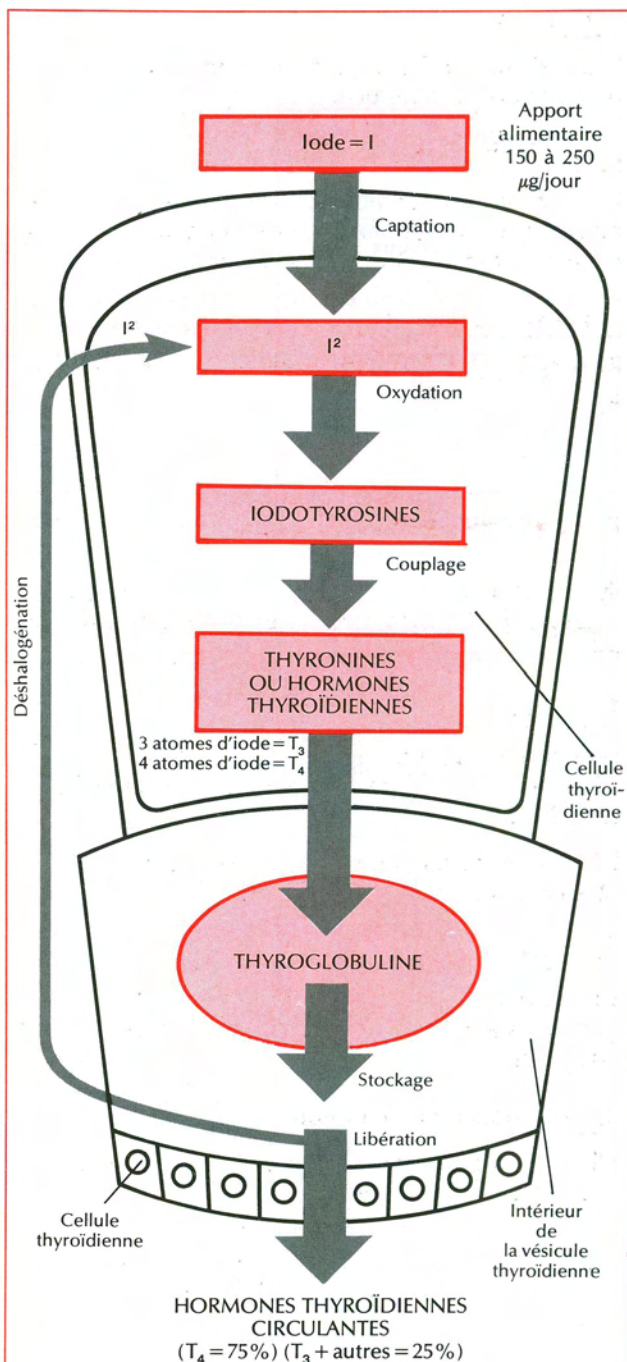 Iode = I
Apport
alimentaire
150 à 250
µg/jour
Captation
I²
I²
Oxydation
IODOTYROSINES
Couplage
Déshalogénation
THYRONINES
OU HORMONES
THYROÏDIENNES
3 atomes d'iode = T₃
4 atomes d'iode = T₄
Cellule
thyroï-
dienne
THYROGLOBULINE
Stockage
Libération
Cellule
thyroïdienne
Intérieur
de
la vésicule
thyroïdienne
HORMONES THYROÏDIENNES
CIRCULANTES
(T₄ = 75%) (T₃ + autres = 25%)